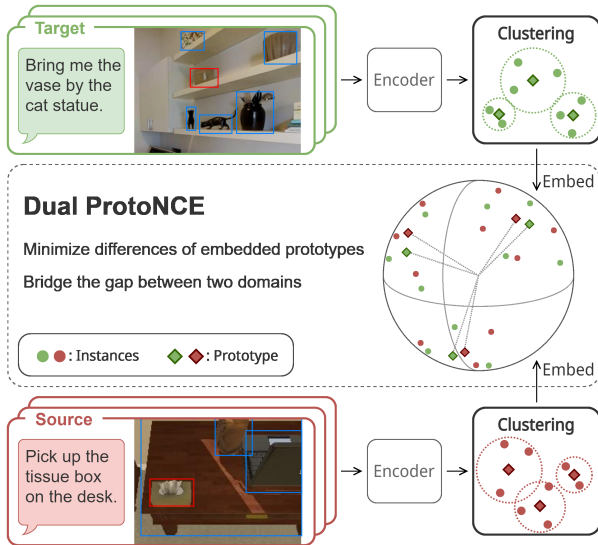 Target
Bring me the
vase by the
cat statue.
Encoder
Clustering
Embed
Dual ProtoNCE
Minimize differences of embedded prototypes
Bridge the gap between two domains
: Instances
: Prototype
Embed
Source
Pick up the
tissue box
on the desk.
Encoder
Clustering